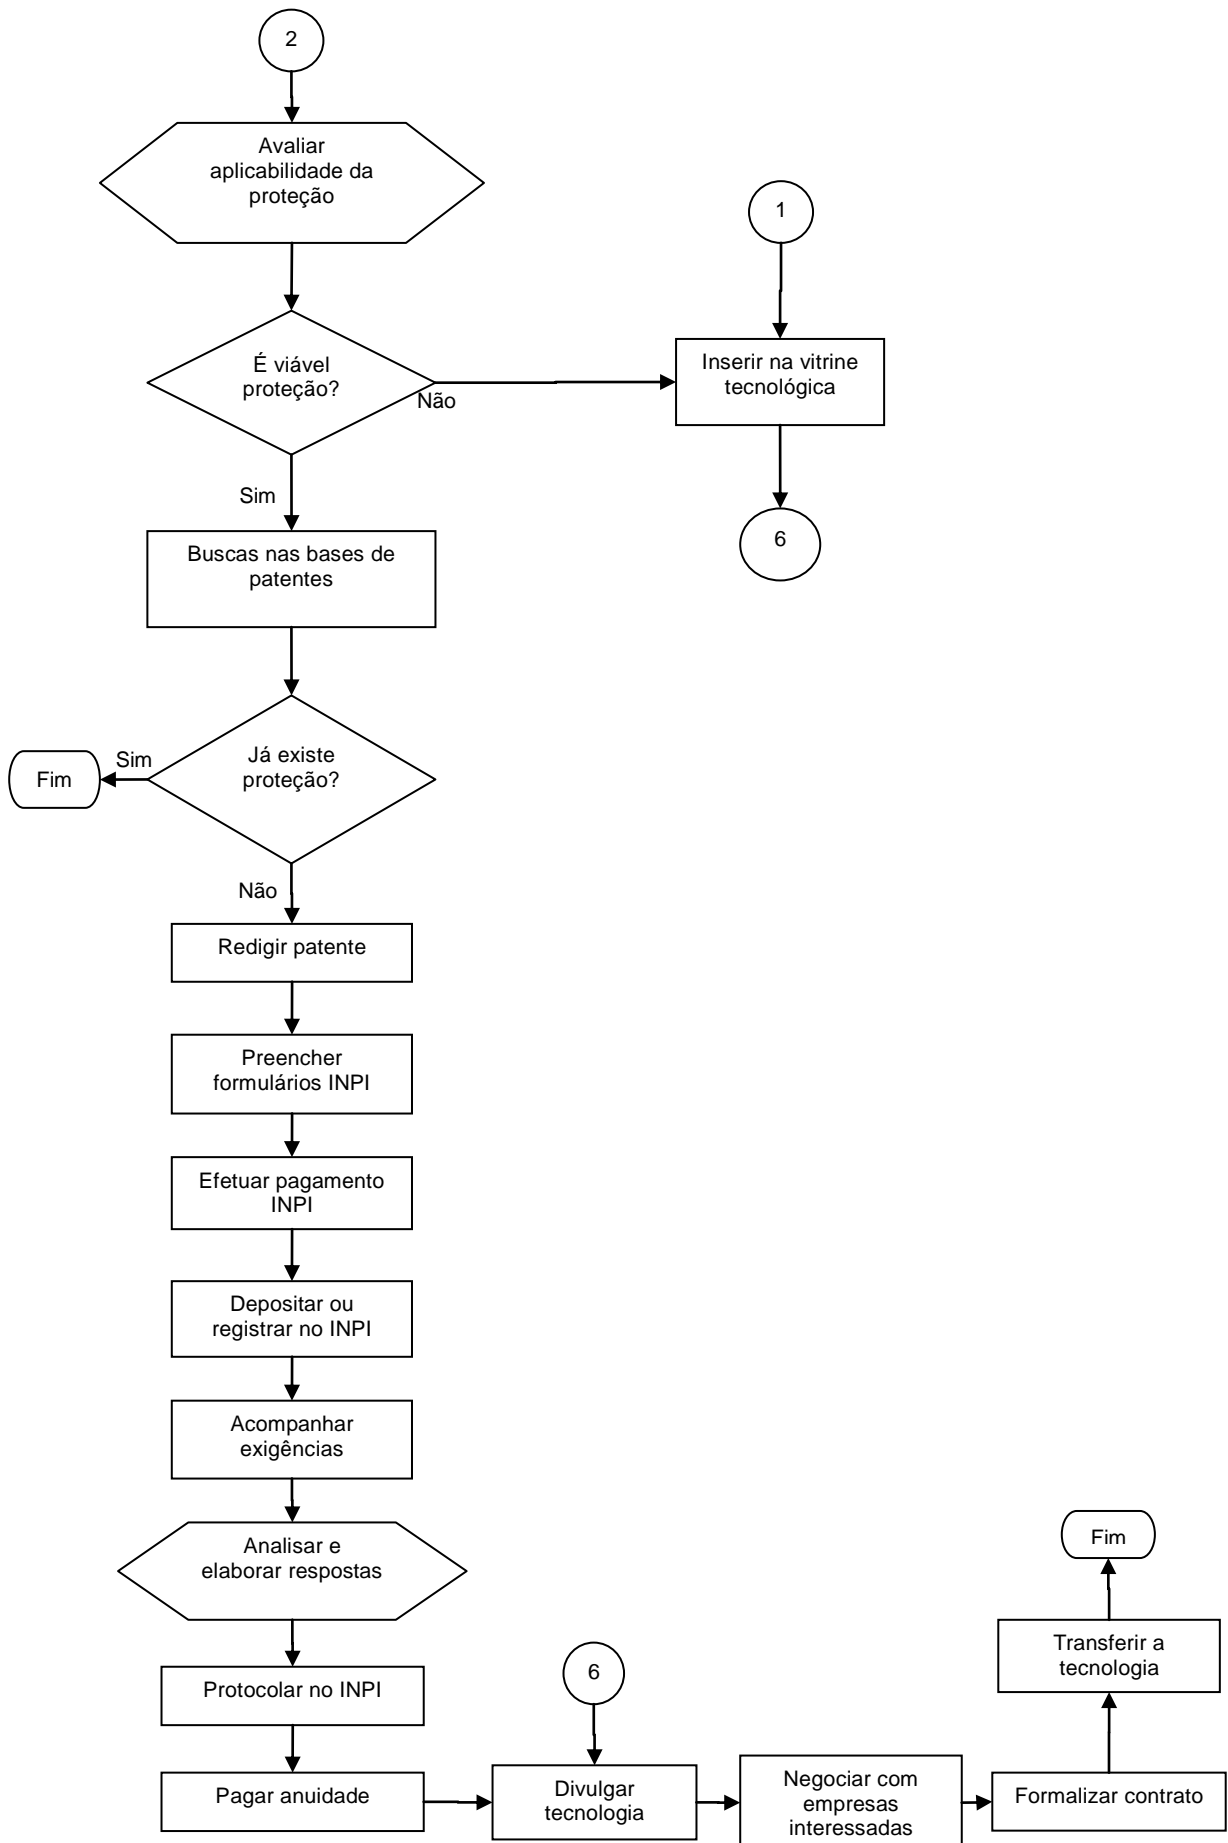 2
Avaliar
aplicabilidade da
proteção
1
É viável
proteção?
Não
Inserir na vitrine
tecnológica
Sim
6
Buscas nas bases de
patentes
Já existe
proteção?
Sim
Fim
Não
Redigir patente
Preencher
formulários INPI
Efetuar pagamento
INPI
Depositar ou
registrar no INPI
Acompanhar
exigências
Analisar e
elaborar respostas
Protocolar no INPI
Pagar anuidade
6
Divulgar
tecnologia
Negociar com
empresas
interessadas
Formalizar contrato
Transferir a
tecnologia
Fim